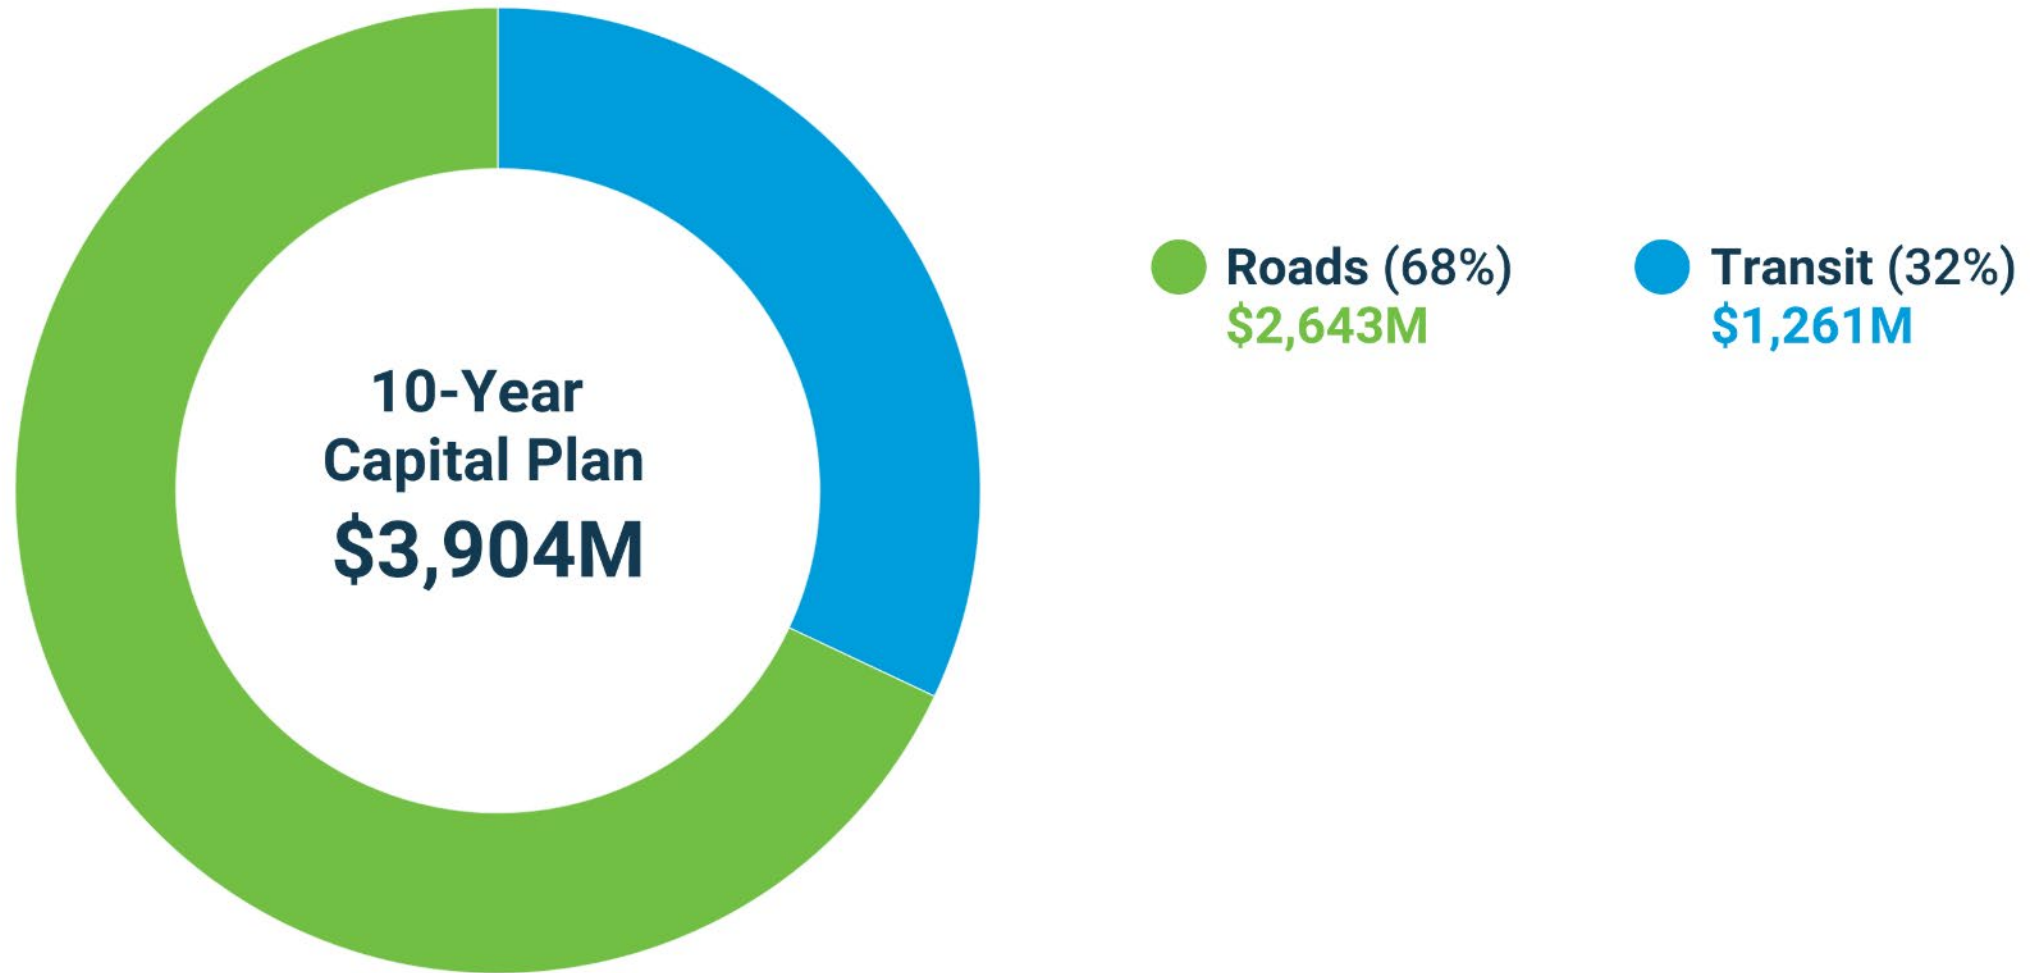 10-Year
Capital Plan
$3,904M
Roads (68%)
$2,643M
Transit (32%)
$1,261M